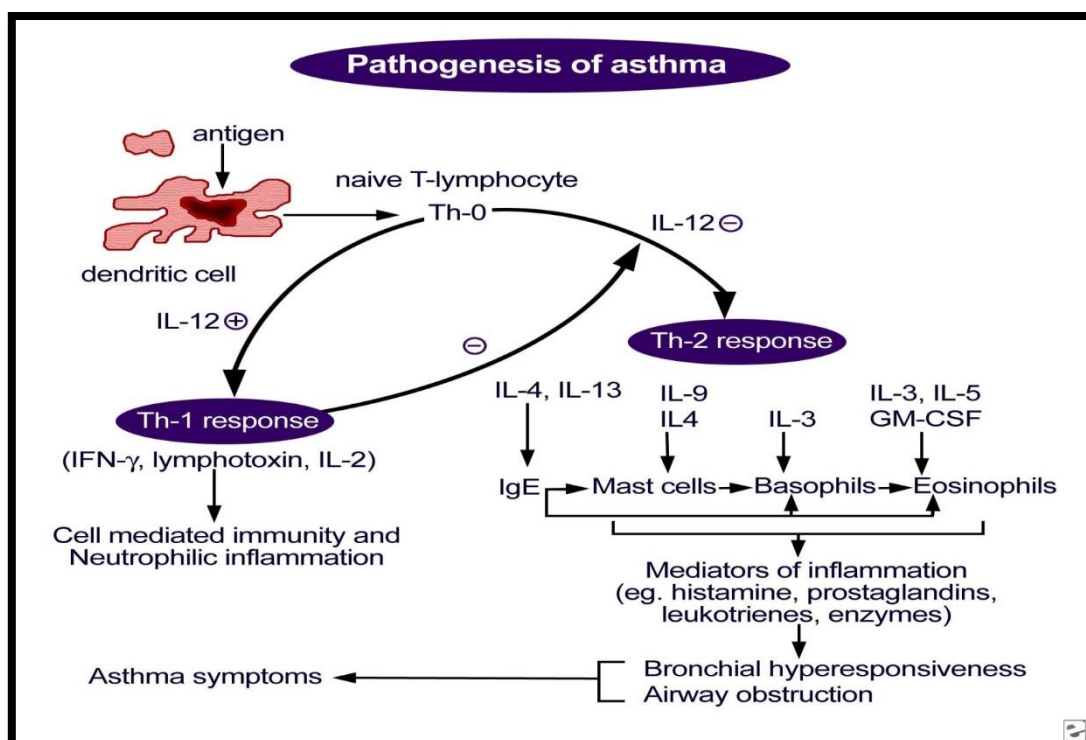 Pathogenesis of asthma
antigen
naive T-lymphocyte
Th-0
IL-12 ⊖
dendritic cell
IL-12 ⊕
⊖
Th-2 response
Th-1 response
(IFN-γ, lymphotoxin, IL-2)
Cell mediated immunity and
Neutrophilic inflammation
IL-4, IL-13
IL-9
IL4
IL-3
IL-3, IL-5
GM-CSF
IgE
Mast cells
Basophils
Eosinophils
Mediators of inflammation
(eg. histamine, prostaglandins,
leukotrienes, enzymes)
Bronchial hyperesponsiveness
Airway obstruction
Asthma symptoms